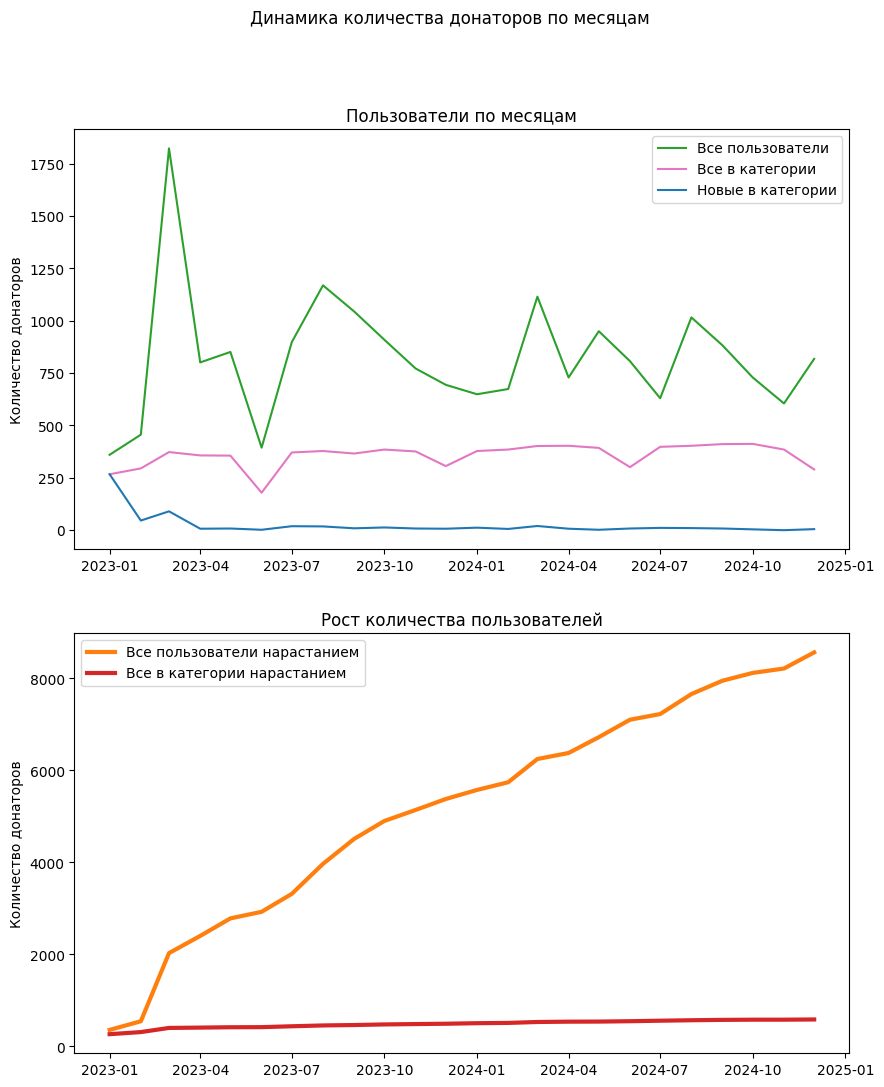 Динамика количества донаторов по месяцам
Пользователи по месяцам
Количество донаторов
1750
1500
1250
1000
750
500
250
0
Все пользователи
Все в категории
Новые в категории
2023-01 2023-04 2023-07 2023-10 2024-01 2024-04 2024-07 2024-10 2025-01
Рост количества пользователей
Количество донаторов
8000
6000
4000
2000
0
Все пользователи нарастанием
Все в категории нарастанием
2023-01 2023-04 2023-07 2023-10 2024-01 2024-04 2024-07 2024-10 2025-01